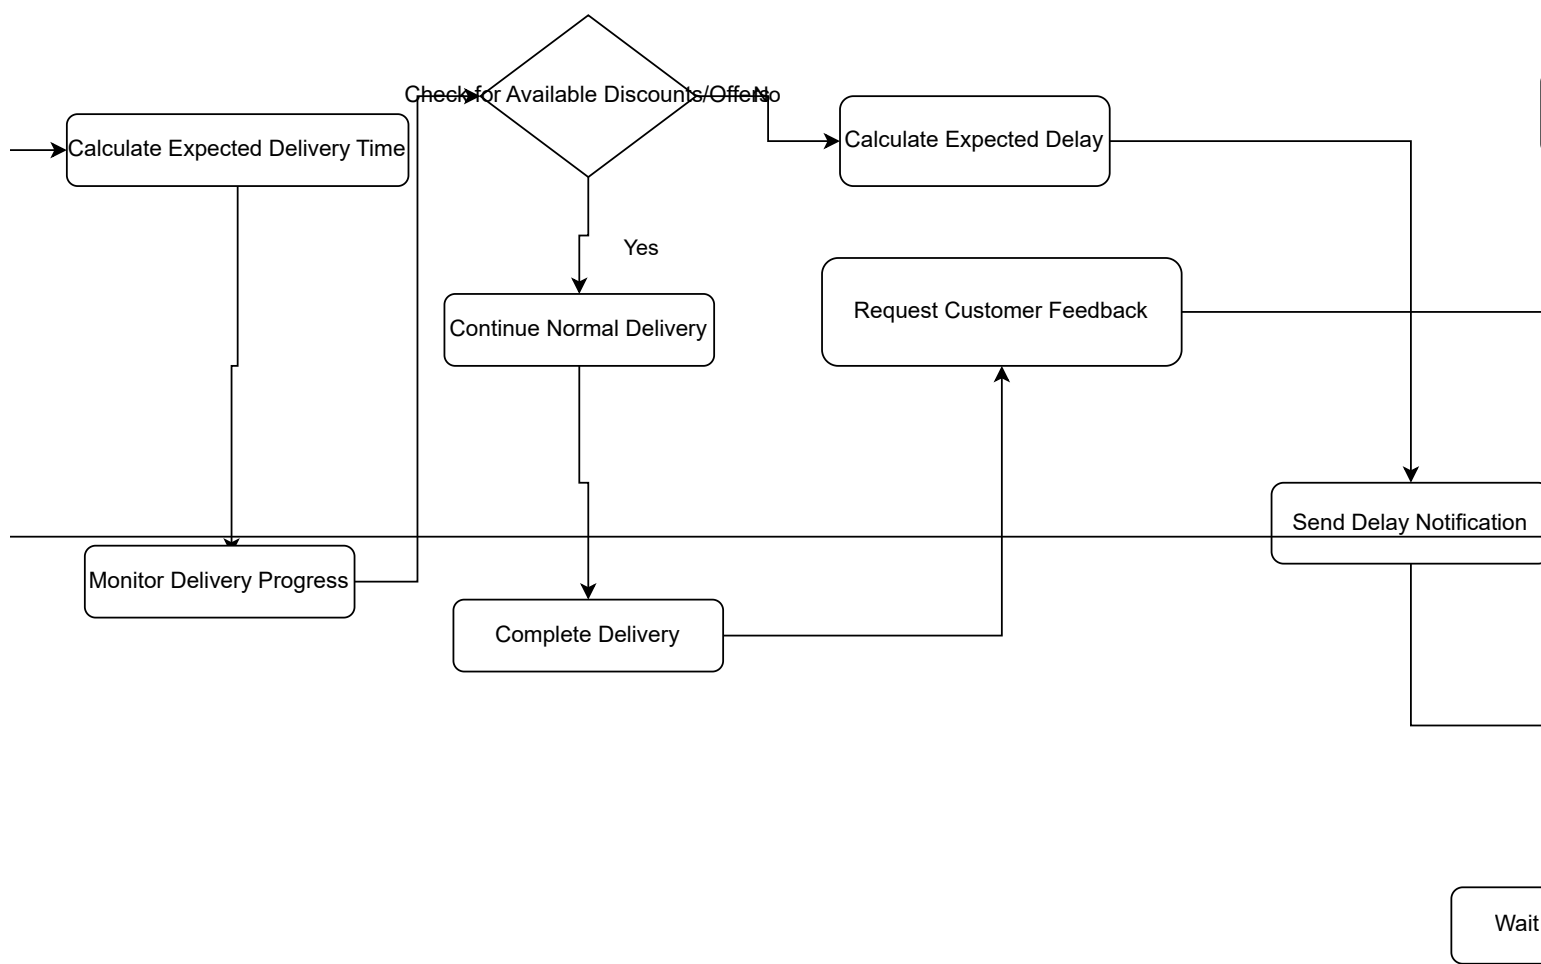 Check for Available Discounts/Offers
No
Calculate Expected Delivery Time
Calculate Expected Delay
Yes
Continue Normal Delivery
Request Customer Feedback
Send Delay Notification
Monitor Delivery Progress
Complete Delivery
Wait